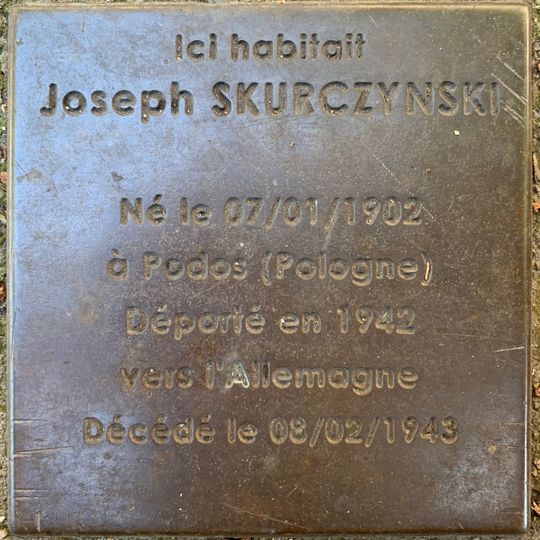 Ici habitait
Joseph SKURCZYNSKI
Né le 07/01/1902
à Podos (Pologne)
Déporté en 1942
vers l'Allemagne
Décédé le 08/02/1943